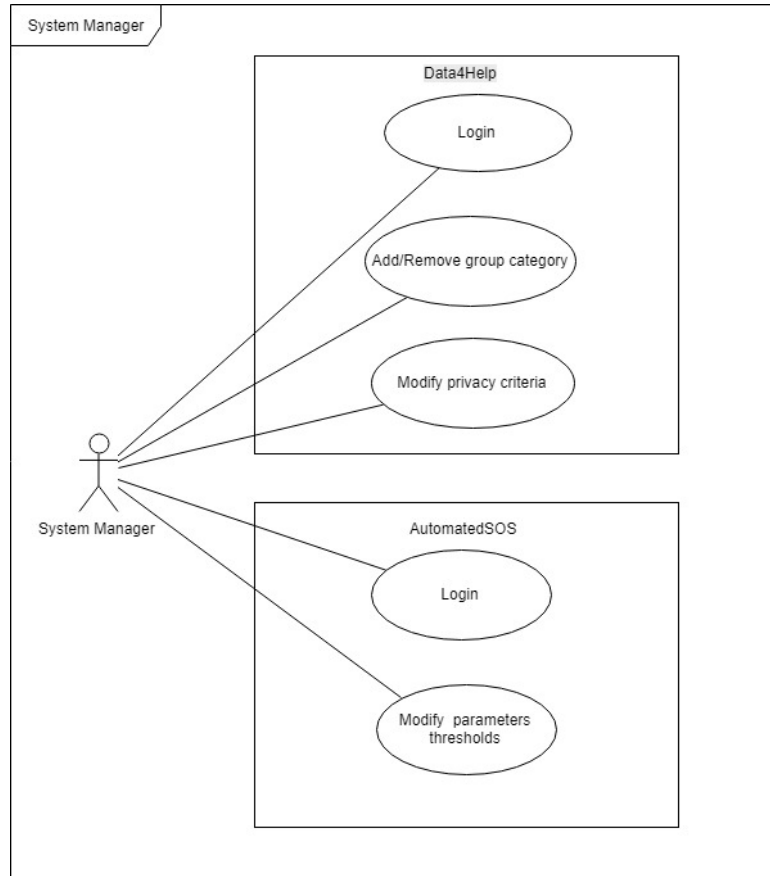 System Manager
Data4Help
Login
Add/Remove group category
Modify privacy criteria
System Manager
AutomatedSOS
Login
Modify parameters
thresholds